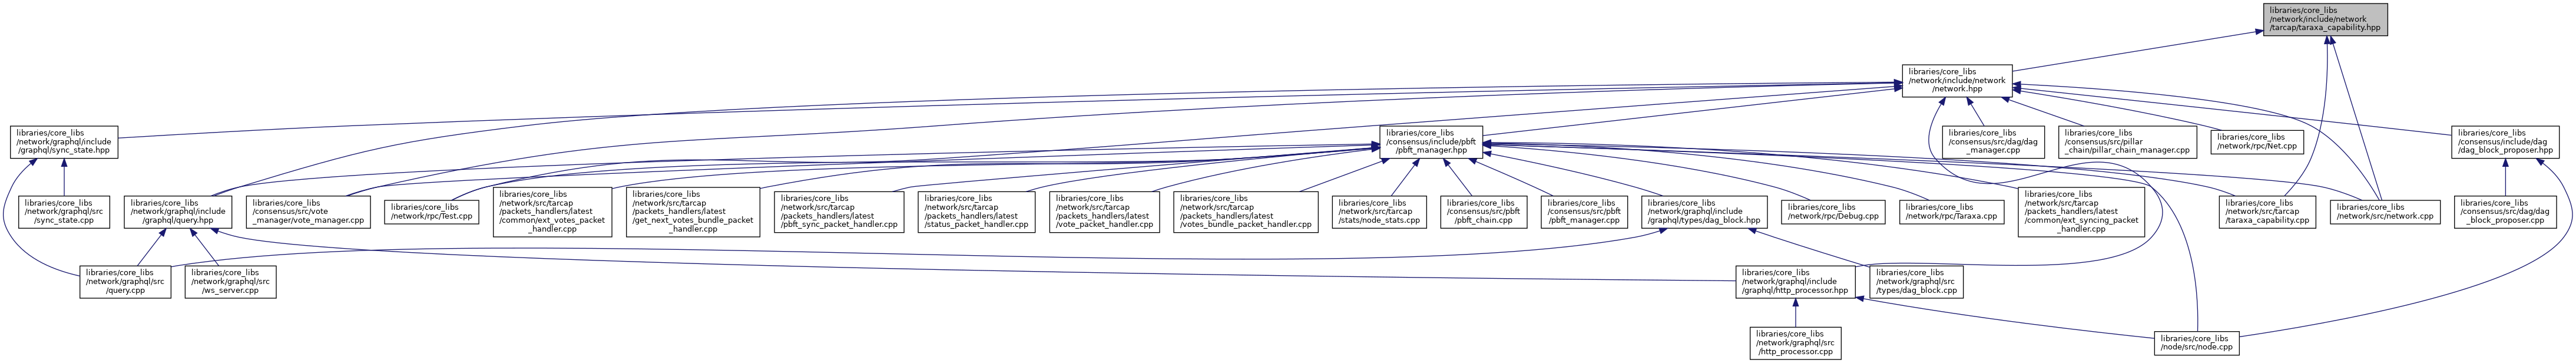 libraries/core_libs
/network/include/network
/tarcap/taraxa_capability.hpp
libraries/core_libs
/network/include/network
/network.hpp
libraries/core_libs
/network/graphql/include
/graphql/sync_state.hpp
libraries/core_libs
/consensus/include/pbft
/pbft_manager.hpp
libraries/core_libs
/consensus/src/dag/dag
_manager.cpp
libraries/core_libs
/consensus/src/pillar
_chain/pillar_chain_manager.cpp
libraries/core_libs
/network/rpc/Net.cpp
libraries/core_libs
/consensus/include/dag
/dag_block_proposer.hpp
libraries/core_libs
/network/graphql/src
/sync_state.cpp
libraries/core_libs
/network/graphql/include
/graphql/query.hpp
libraries/core_libs
/consensus/src/vote
_manager/vote_manager.cpp
libraries/core_libs
/network/rpc/Test.cpp
libraries/core_libs
/network/src/tarcap
/packets_handlers/latest
/common/ext_votes_packet
_handler.cpp
libraries/core_libs
/network/src/tarcap
/packets_handlers/latest
/get_next_votes_bundle_packet
_handler.cpp
libraries/core_libs
/network/src/tarcap
/packets_handlers/latest
/pbft_sync_packet_handler.cpp
libraries/core_libs
/network/src/tarcap
/packets_handlers/latest
/status_packet_handler.cpp
libraries/core_libs
/network/src/tarcap
/packets_handlers/latest
/vote_packet_handler.cpp
libraries/core_libs
/network/src/tarcap
/packets_handlers/latest
/votes_bundle_packet_handler.cpp
libraries/core_libs
/network/src/tarcap
/stats/node_stats.cpp
libraries/core_libs
/consensus/src/pbft
/pbft_chain.cpp
libraries/core_libs
/consensus/src/pbft
/pbft_manager.cpp
libraries/core_libs
/network/graphql/include
/graphql/types/dag_block.hpp
libraries/core_libs
/network/rpc/Debug.cpp
libraries/core_libs
/network/rpc/Taraxa.cpp
libraries/core_libs
/network/src/tarcap
/packets_handlers/latest
/common/ext_syncing_packet
_handler.cpp
libraries/core_libs
/network/src/tarcap
/taraxa_capability.cpp
libraries/core_libs
/network/src/network.cpp
libraries/core_libs
/consensus/src/dag/dag
_block_proposer.cpp
libraries/core_libs
/network/graphql/src
/query.cpp
libraries/core_libs
/network/graphql/src
/ws_server.cpp
libraries/core_libs
/network/graphql/include
/graphql/http_processor.hpp
libraries/core_libs
/network/graphql/src
/types/dag_block.cpp
libraries/core_libs
/network/graphql/src
/http_processor.cpp
libraries/core_libs
/node/src/node.cpp